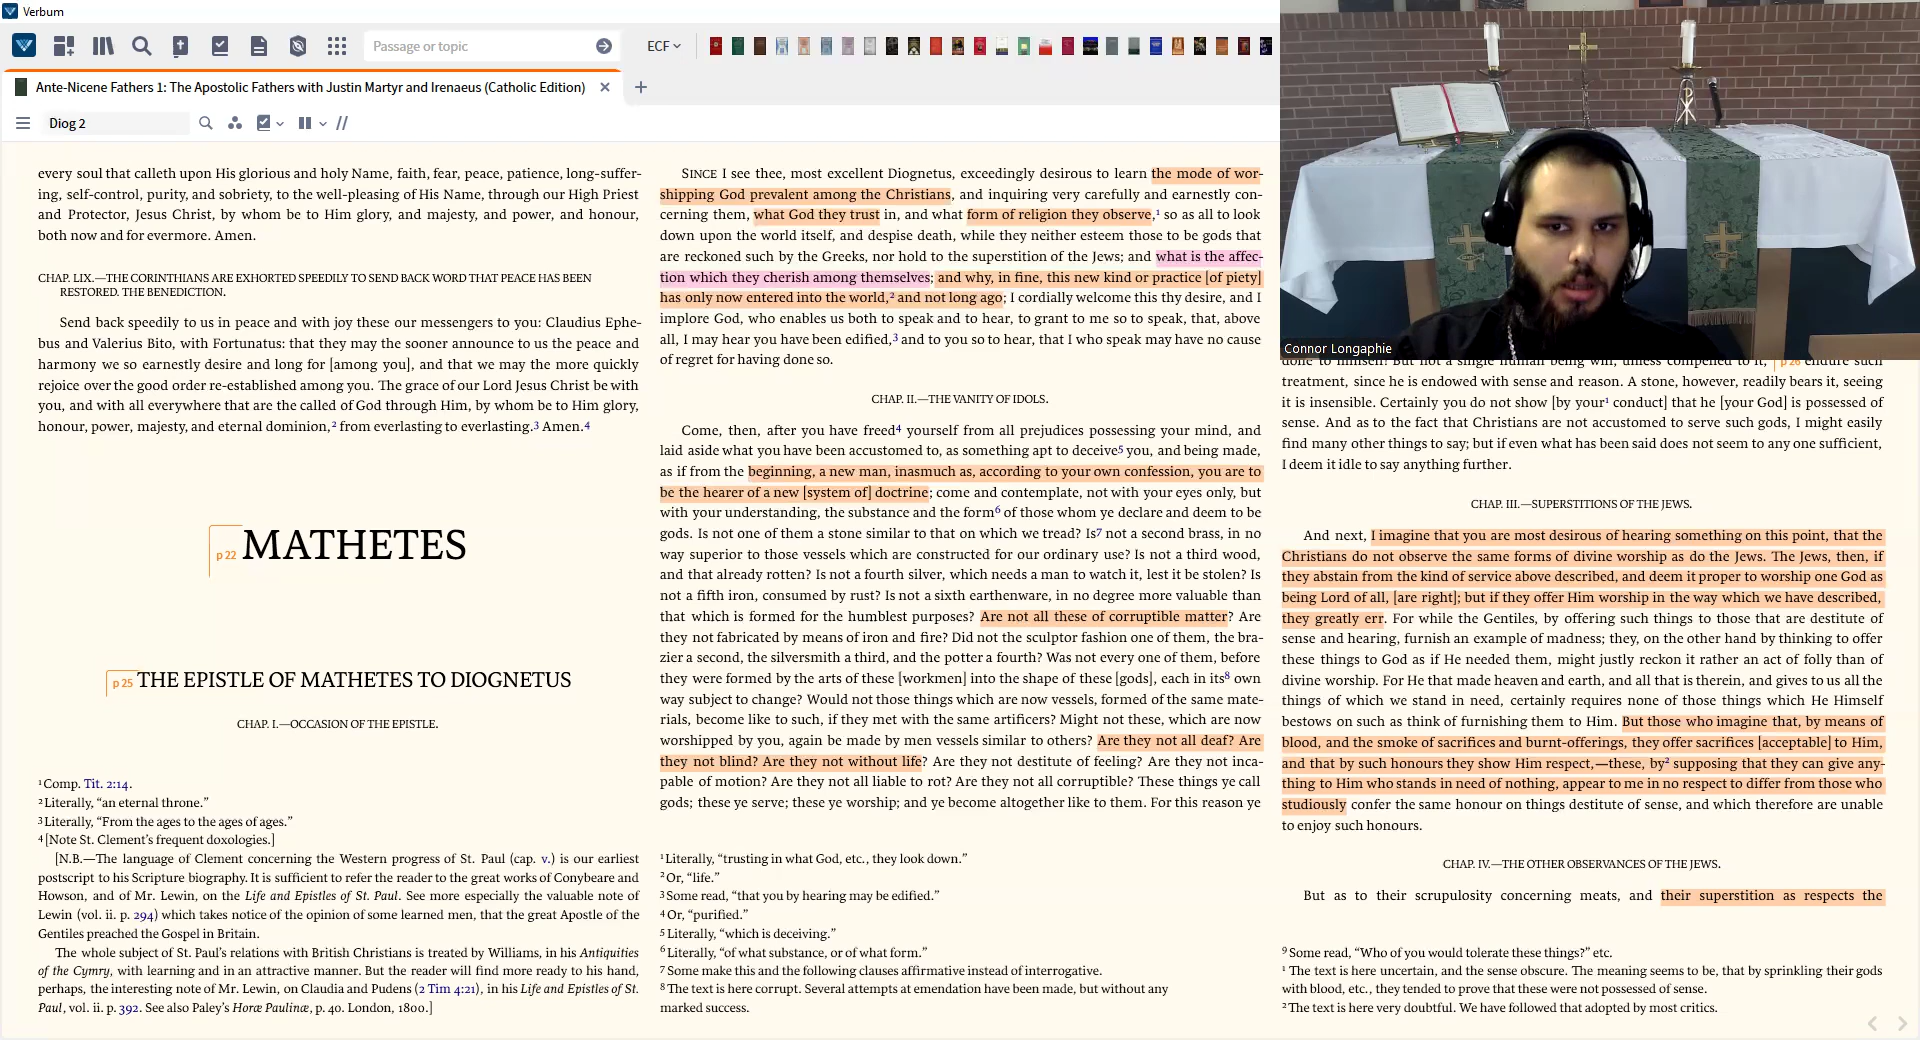 Verbum
Passage or topic
ECF
Ante-Nicene Fathers 1: The Apostolic Fathers with Justin Martyr and Irenaeus (Catholic Edition)
Diog 2
every soul that calleth upon His glorious and holy Name, faith, fear, peace, patience, long-suffer-
ing, self-control, purity, and sobriety, to the well-pleasing of His Name, through our High Priest
and Protector, Jesus Christ, by whom be to Him glory, and majesty, and power, and honour,
both now and for evermore. Amen.
CHAP. LIX.—THE CORINTHIANS ARE EXHORTED SPEEDILY TO SEND BACK WORD THAT PEACE HAS BEEN
RESTORED. THE BENEDICTION.
Send back speedily to us in peace and with joy these our messengers to you: Claudius Ephe-
bus and Valerius Bito, with Fortunatus: that they may the sooner announce to us the peace and
harmony we so earnestly desire and long for [among you], and that we may the more quickly
rejoice over the good order re-established among you. The grace of our Lord Jesus Christ be with
you, and with all everywhere that are the called of God through Him, by whom be to Him glory,
honour, power, majesty, and eternal dominion,2 from everlasting to everlasting.3 Amen.4
p 22 MATHETES
p 25 THE EPISTLE OF MATHETES TO DIOGNETUS
CHAP. I.—OCCASION OF THE EPISTLE.
1 Comp. Tit. 2:14.
2 Literally, “an eternal throne.”
3 Literally, “From the ages to the ages of ages.”
4 [Note St. Clement’s frequent doxologies.]
[N.B.—The language of Clement concerning the Western progress of St. Paul (cap. v.) is our earliest
postscript to his Scripture biography. It is sufficient to refer the reader to the great works of Conybeare and
Howson, and of Mr. Lewin, on the Life and Epistles of St. Paul. See more especially the valuable note of
Lewin (vol. ii. p. 294) which takes notice of the opinion of some learned men, that the great Apostle of the
Gentiles preached the Gospel in Britain.
The whole subject of St. Paul’s relations with British Christians is treated by Williams, in his Antiquities
of the Cymry, with learning and in an attractive manner. But the reader will find more ready to his hand,
perhaps, the interesting note of Mr. Lewin, on Claudia and Pudens (2 Tim 4:21), in his Life and Epistles of St.
Paul, vol. ii. p. 392. See also Paley’s Horæ Paulinæ, p. 40. London, 1800.]
SINCE I see thee, most excellent Diognetus, exceedingly desirous to learn the mode of wor-
shipping God prevalent among the Christians, and inquiring very carefully and earnestly con-
cerning them, what God they trust in, and what form of religion they observe,1 so as all to look
down upon the world itself, and despise death, while they neither esteem those to be gods that
are reckoned such by the Greeks, nor hold to the superstition of the Jews; and what is the affec-
tion which they cherish among themselves; and why, in fine, this new kind or practice [of piety]
has only now entered into the world,2 and not long ago; I cordially welcome this thy desire, and I
implore God, who enables us both to speak and to hear, to grant to me so to speak, that, above
all, I may hear you have been edified,3 and to you so to hear, that I who speak may have no cause
of regret for having done so.
CHAP. II.—THE VANITY OF IDOLS.
Come, then, after you have freed4 yourself from all prejudices possessing your mind, and
laid aside what you have been accustomed to, as something apt to deceive5 you, and being made,
as if from the beginning, a new man, inasmuch as, according to your own confession, you are to
be the hearer of a new [system of] doctrine; come and contemplate, not with your eyes only, but
with your understanding, the substance and the form6 of those whom ye declare and deem to be
gods. Is not one of them a stone similar to that on which we tread? Is7 not a second brass, in no
way superior to those vessels which are constructed for our ordinary use? Is not a third wood,
and that already rotten? Is not a fourth silver, which needs a man to watch it, lest it be stolen? Is
not a fifth iron, consumed by rust? Is not a sixth earthenware, in no degree more valuable than
that which is formed for the humblest purposes? Are not all these of corruptible matter? Are
they not fabricated by means of iron and fire? Did not the sculptor fashion one of them, the bra-
zier a second, the silversmith a third, and the potter a fourth? Was not every one of them, before
they were formed by the arts of these [workmen] into the shape of these [gods], each in its8 own
way subject to change? Would not those things which are now vessels, formed of the same mate-
rials, become like to such, if they met with the same artificers? Might not these, which are now
worshipped by you, again be made by men vessels similar to others? Are they not all deaf? Are
they not blind? Are they not without life? Are they not destitute of feeling? Are they not inca-
pable of motion? Are they not all liable to rot? Are they not all corruptible? These things ye call
gods; these ye serve; these ye worship; and ye become altogether like to them. For this reason ye
1 Literally, “trusting in what God, etc., they look down.”
2 Or, “life.”
3 Some read, “that you by hearing may be edified.”
4 Or, “purified.”
5 Literally, “which is deceiving.”
6 Literally, “of what substance, or of what form.”
7 Some make this and the following clauses affirmative instead of interrogative.
8 The text is here corrupt. Several attempts at emendation have been made, but without any
marked success.
Connor Longaphie
done to himself. But not a single human being will, unless compelled to it, p 26 endure such
treatment, since he is endowed with sense and reason. A stone, however, readily bears it, seeing
it is insensible. Certainly you do not show [by your1 conduct] that he [your God] is possessed of
sense. And as to the fact that Christians are not accustomed to serve such gods, I might easily
find many other things to say; but if even what has been said does not seem to any one sufficient,
I deem it idle to say anything further.
CHAP. III.—SUPERSTITIONS OF THE JEWS.
And next, I imagine that you are most desirous of hearing something on this point, that the
Christians do not observe the same forms of divine worship as do the Jews. The Jews, then, if
they abstain from the kind of service above described, and deem it proper to worship one God as
being Lord of all, [are right]; but if they offer Him worship in the way which we have described,
they greatly err. For while the Gentiles, by offering such things to those that are destitute of
sense and hearing, furnish an example of madness; they, on the other hand by thinking to offer
these things to God as if He needed them, might justly reckon it rather an act of folly than of
divine worship. For He that made heaven and earth, and all that is therein, and gives to us all the
things of which we stand in need, certainly requires none of those things which He Himself
bestows on such as think of furnishing them to Him. But those who imagine that, by means of
blood, and the smoke of sacrifices and burnt-offerings, they offer sacrifices [acceptable] to Him,
and that by such honours they show Him respect,—these, by2 supposing that they can give any-
thing to Him who stands in need of nothing, appear to me in no respect to differ from those who
studiously confer the same honour on things destitute of sense, and which therefore are unable
to enjoy such honours.
CHAP. IV.—THE OTHER OBSERVANCES OF THE JEWS.
But as to their scrupulosity concerning meats, and their superstition as respects the
9 Some read, “Who of you would tolerate these things?” etc.
1 The text is here uncertain, and the sense obscure. The meaning seems to be, that by sprinkling their gods
with blood, etc., they tended to prove that these were not possessed of sense.
2 The text is here very doubtful. We have followed that adopted by most critics.